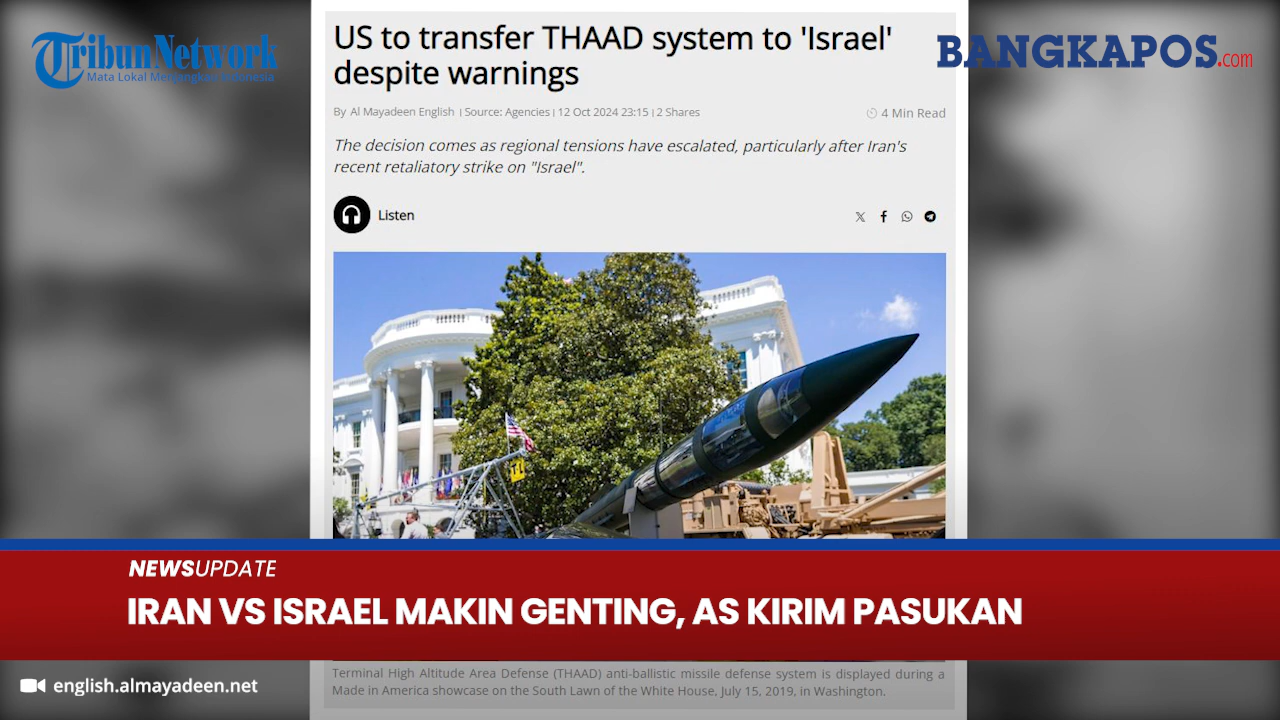 TribunNetwork
Mata Lokal Menjangkau Indonesia
BANGKAPOS.com
US to transfer THAAD system to 'Israel'
despite warnings
By Al Mayadeen English | Source: Agencies | 12 Oct 2024 23:15 | 2 Shares
4 Min Read
The decision comes as regional tensions have escalated, particularly after Iran's
recent retaliatory strike on "Israel".
Listen
NEWSUPDATE
IRAN VS ISRAEL MAKIN GENTING, AS KIRIM PASUKAN
Terminal High Altitude Area Defense (THAAD) anti-ballistic missile defense system is displayed during a
Made in America showcase on the South Lawn of the White House, July 15, 2019, in Washington.
english.almayadeen.net